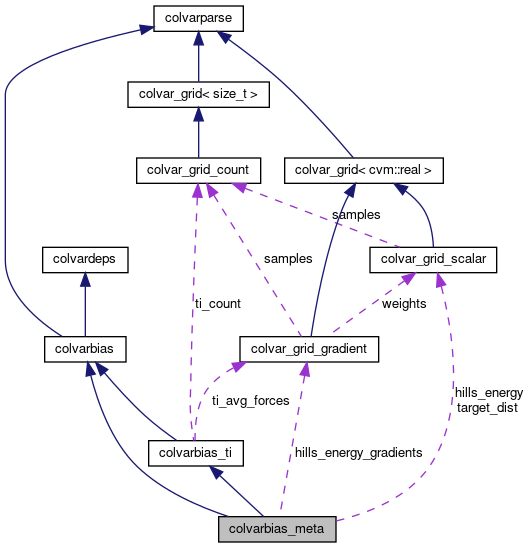 colvarparse
colvar_grid< size_t >
colvar_grid_count
colvar_grid< cvm::real >
samples
colvardeps
samples
colvar_grid_scalar
ti_count
weights
colvarbias
colvar_grid_gradient
ti_avg_forces
hills_energy
target_dist
colvarbias_ti
hills_energy_gradients
colvarbias_meta